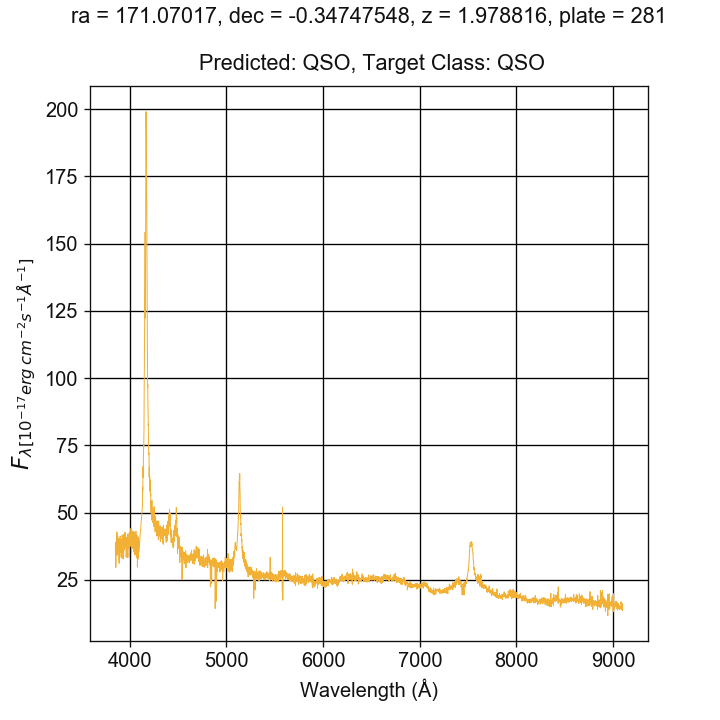 ra = 171.07017, dec = -0.34747548, z = 1.978816, plate = 281
Predicted: QSO, Target Class: QSO
200
175
150
125
100
75
50
25
F_λ[10^−17 erg cm^−2 s^−1 Å^−1]
4000 5000 6000 7000 8000 9000
Wavelength (Å)